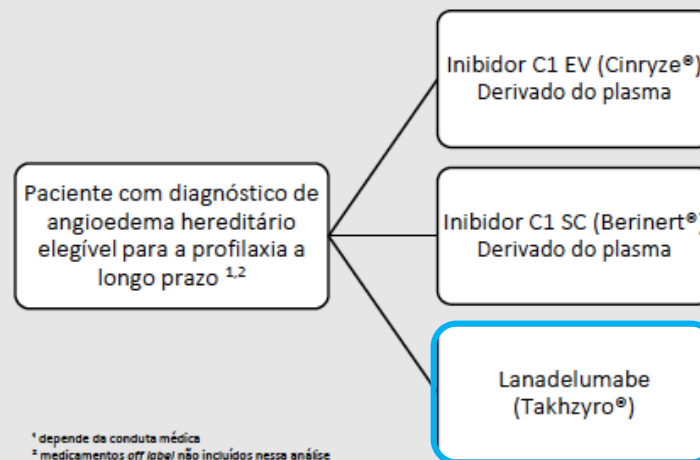 Paciente com diagnóstico de
angioedema hereditário
elegível para a profilaxia a
longo prazo ¹,²
Inibidor C1 EV (Cinryze®)
Derivado do plasma
Inibidor C1 SC (Berinert®)
Derivado do plasma
Lanadelumabe
(Takhzyro®)
¹ depende da conduta médica
² medicamentos off label não incluídos nessa análise